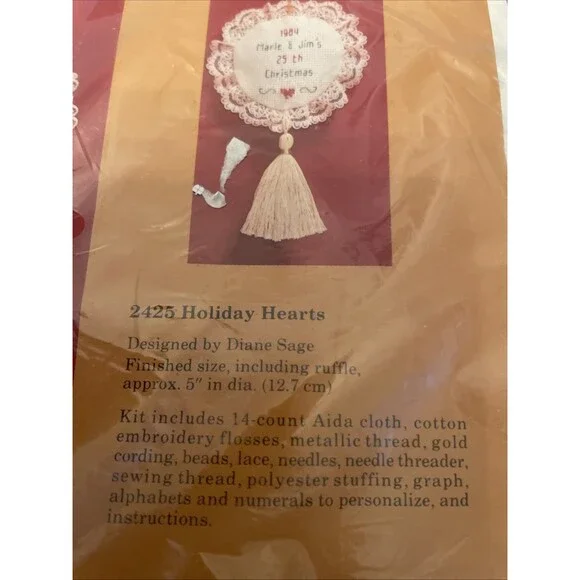 1984
Marie & Jim's
25 th
Christmas
2425 Holiday Hearts
Designed by Diane Sage
Finished size, including ruffle,
approx. 5" in dia. (12.7 cm)
Kit includes 14-count Aida cloth, cotton
embroidery flosses, metallic thread, gold
cording, beads, lace, needles, needle threader,
sewing thread, polyester stuffing, graph,
alphabets and numerals to personalize, and
instructions.